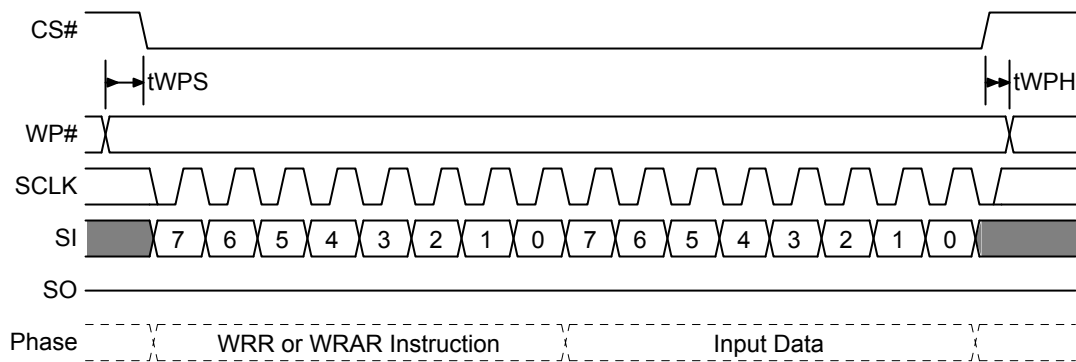 CS#
tWPS
tWPH
WP#
SCLK
SI 7 6 5 4 3 2 1 0 7 6 5 4 3 2 1 0
SO
Phase WRR or WRAR Instruction Input Data